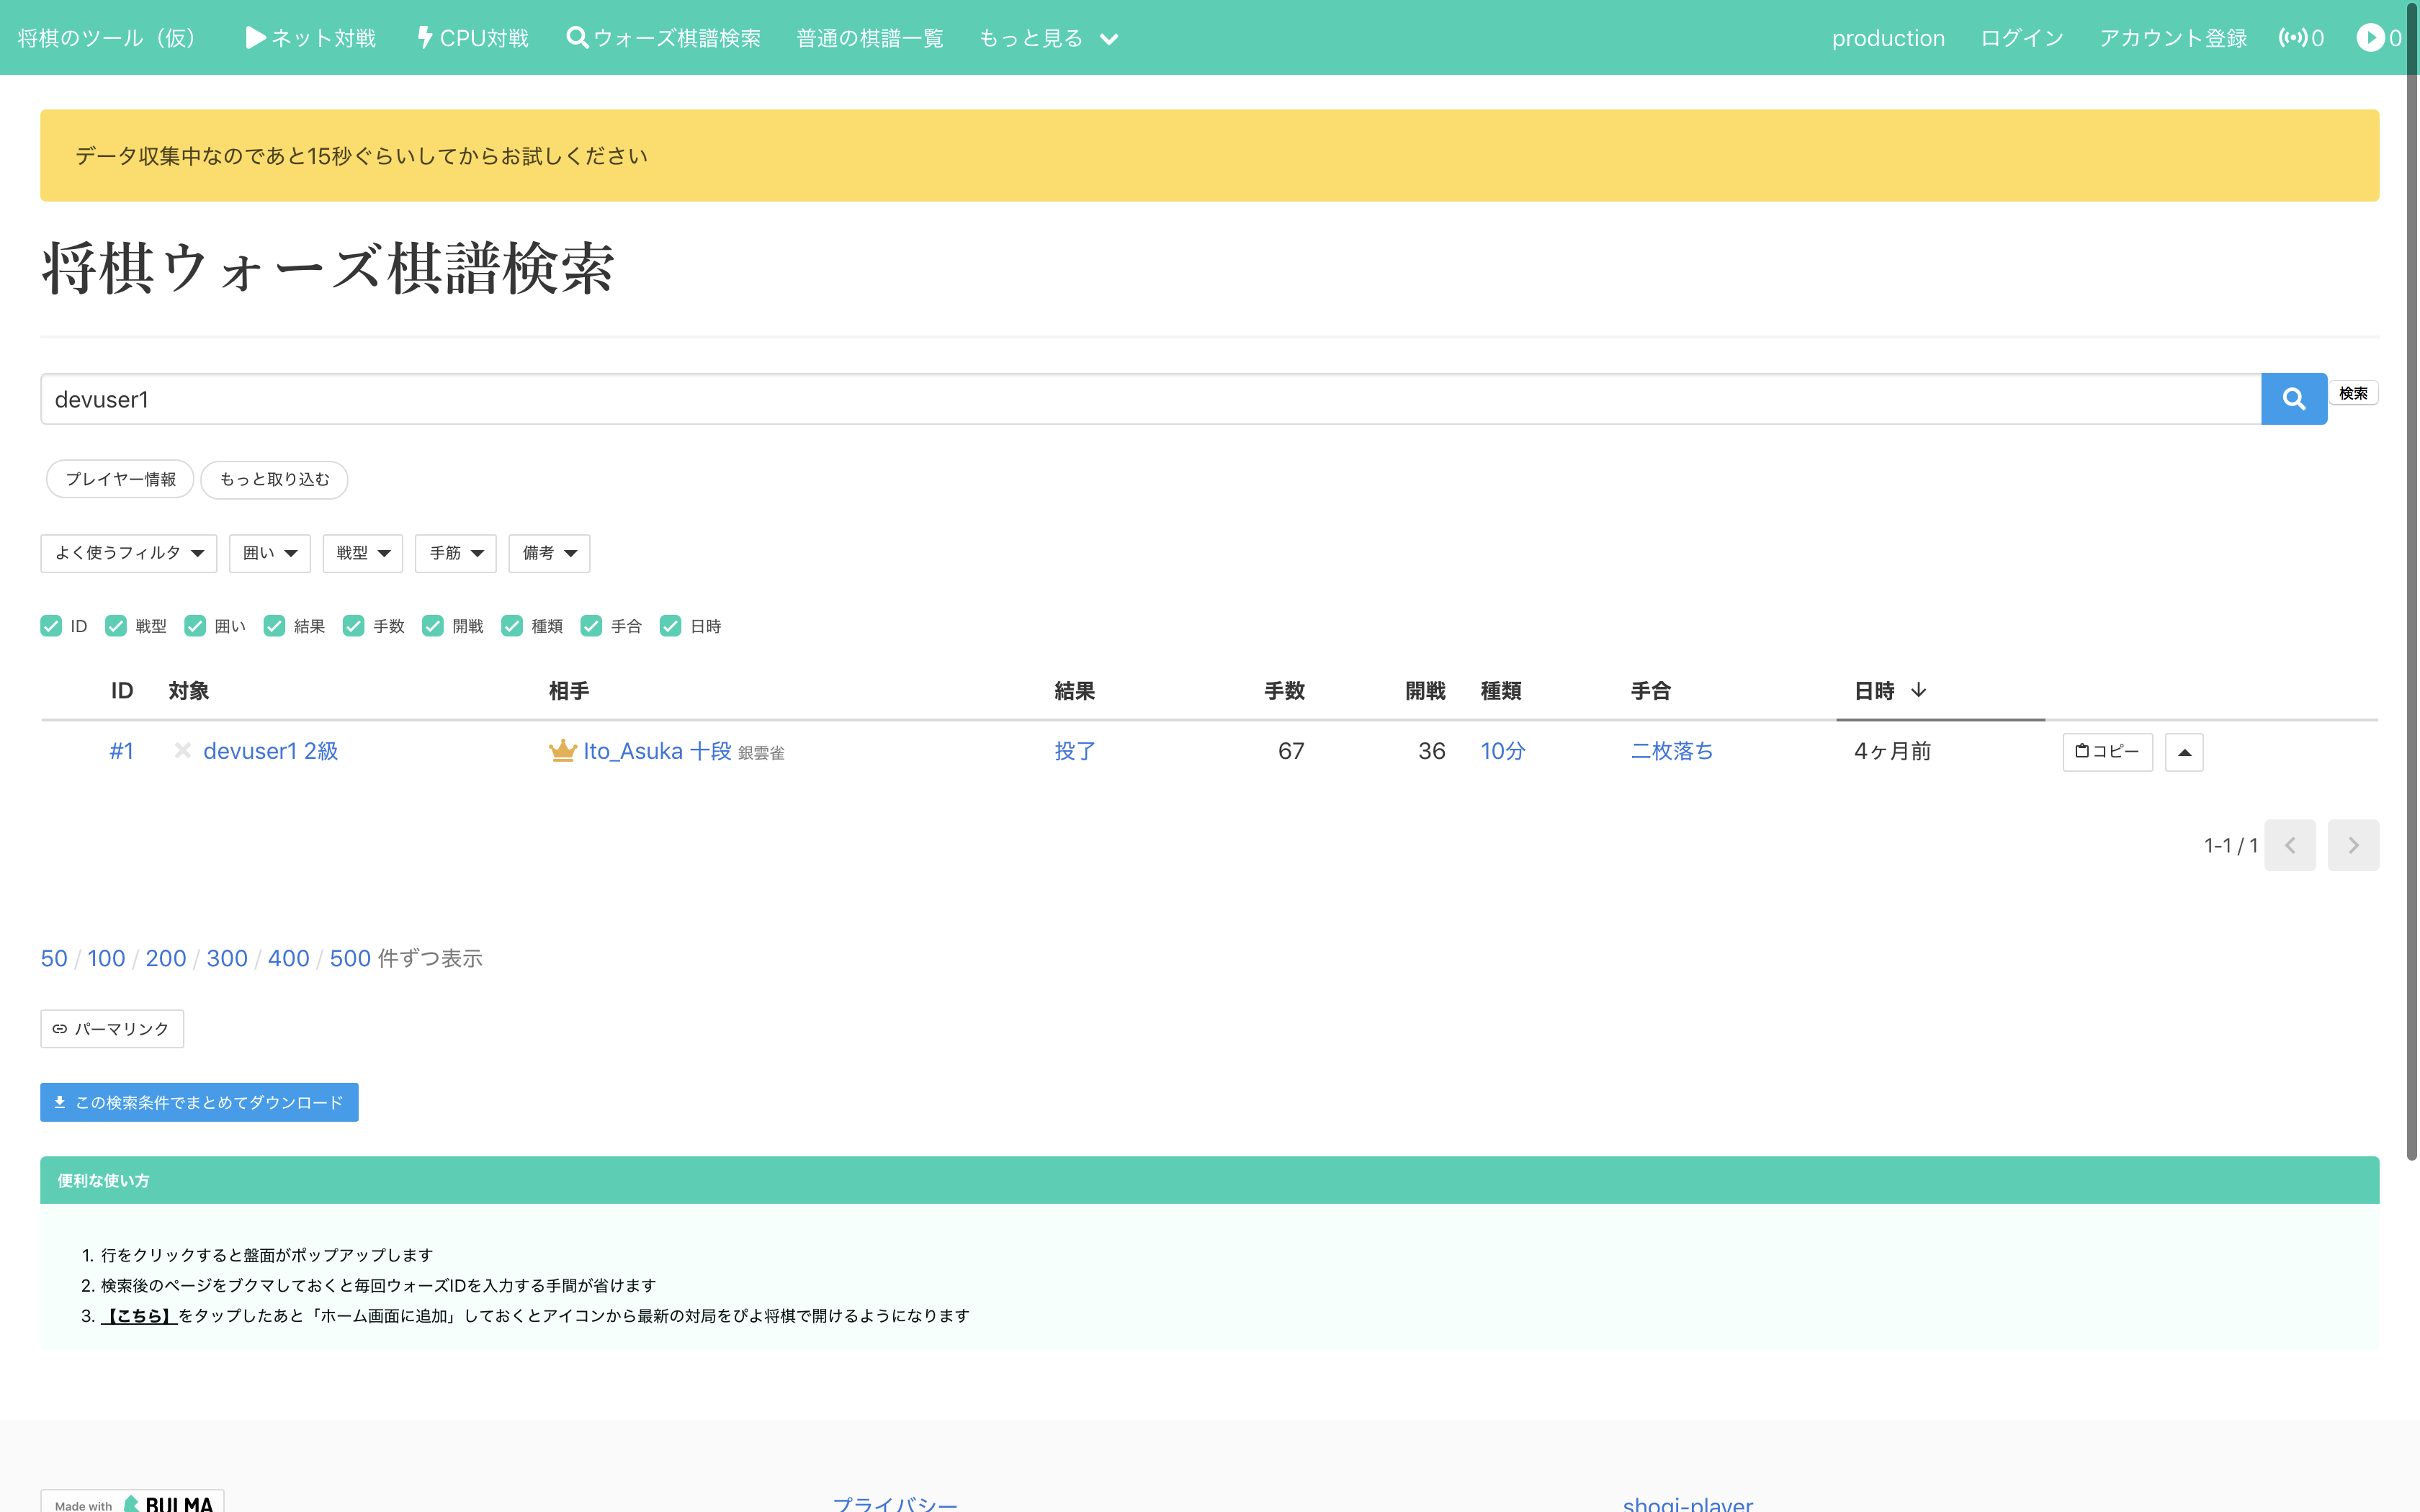 将棋のツール（仮） ネット対戦 CPU対戦 ウォーズ棋譜検索 普通の棋譜一覧 もっと見る production ログイン アカウント登録 0 0
データ収集中なのであと15秒ぐらいしてからお試しください
将棋ウォーズ棋譜検索
devuser1 検索
プレイヤー情報 もっと取り込む
よく使うフィルタ 囲い 戦型 手筋 備考
ID 戦型 囲い 結果 手数 開戦 種類 手合 日時
ID 対象 相手 結果 手数 開戦 種類 手合 日時
#1 devuser1 2級 Ito_Asuka 十段 銀雲雀 投了 67 36 10分 二枚落ち 4ヶ月前 コピー
1-1 / 1
50 / 100 / 200 / 300 / 400 / 500 件ずつ表示
パーマリンク
この検索条件でまとめてダウンロード
便利な使い方
1. 行をクリックすると盤面がポップアップします
2. 検索後のページをブクマしておくと毎回ウォーズIDを入力する手間が省けます
3. 【こちら】をタップしたあと「ホーム画面に追加」しておくとアイコンから最新の対局をぴよ将棋で開けるようになります
Made with BULMA プライバシー shogi-player